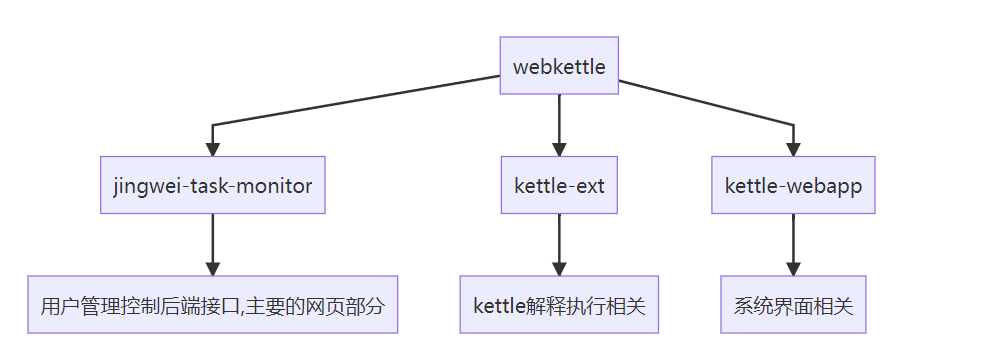 webkettle
jingwei-task-monitor
kettle-ext
kettle-webapp
用户管理控制后端接口,主要的网页部分
kettle解释执行相关
系统界面相关